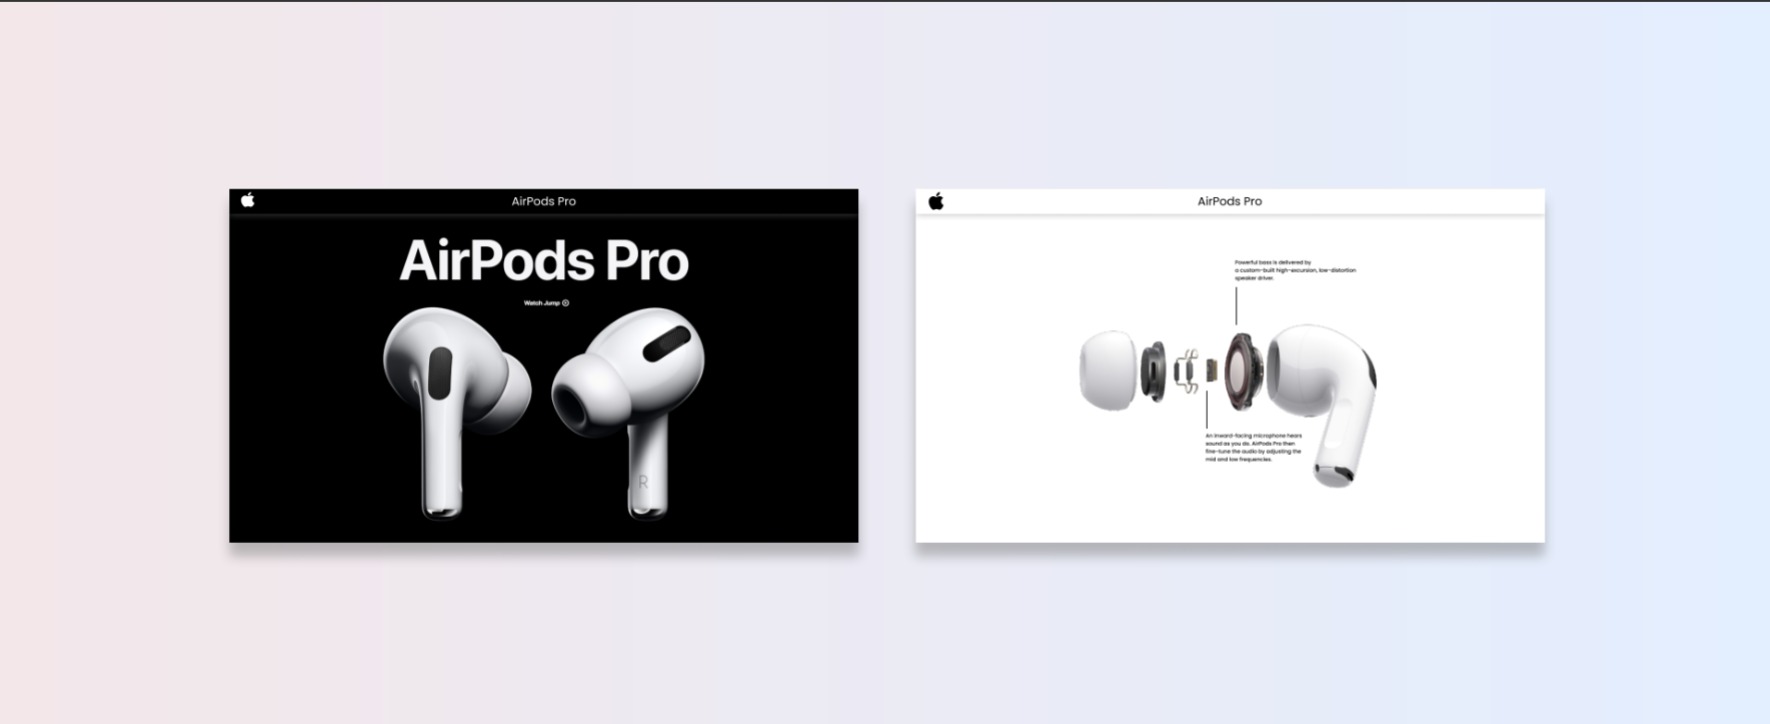 AirPods Pro
AirPods Pro
Watch Jump
R
AirPods Pro
Powerful bass is delivered by
a custom-built high-excursion, low-distortion
speaker driver.
An inward-facing microphone hears
sound as you do. AirPods Pro then
fine-tune the audio by adjusting the
mid and low frequencies.